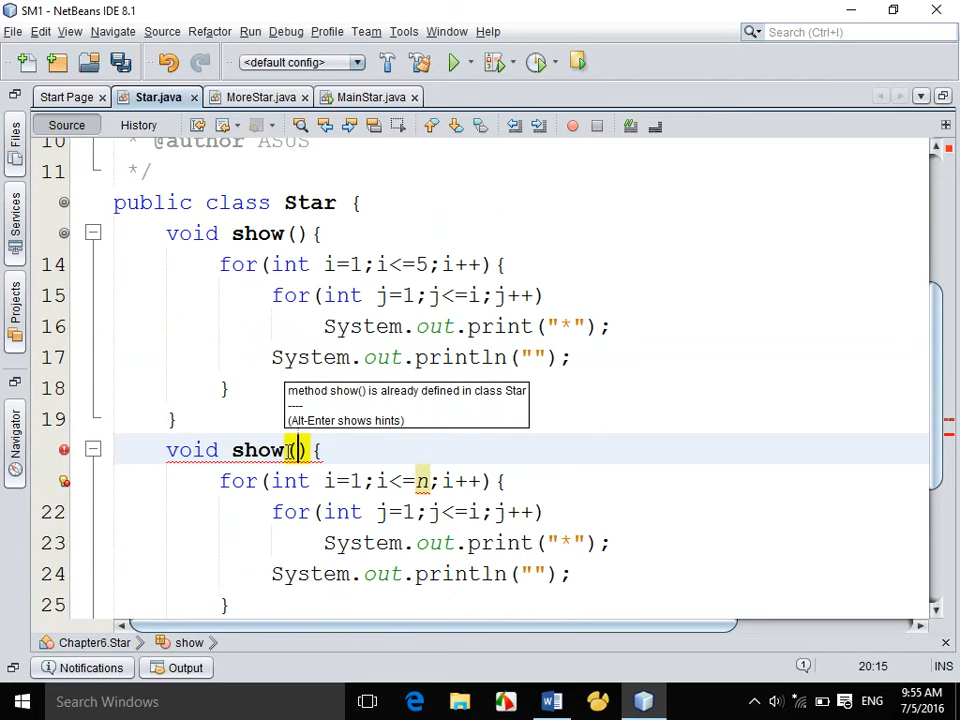 SM1 - NetBeans IDE 8.1
File Edit View Navigate Source Refactor Run Debug Profile Team Tools Window Help
Search (Ctrl+I)
<default config>
Start Page Star.java MoreStar.java MainStar.java
Source History
Files
Services
Projects
Navigator
10 * @author ASUS
11 */
public class Star {
void show(){
14 for(int i=1;i<=5;i++){
15 for(int j=1;j<=i;j++)
16 System.out.print("*");
17 System.out.println("");
18 }
19 }
method show() is already defined in class Star
----
(Alt-Enter shows hints)
void show(){
for(int i=1;i<=n;i++){
22 for(int j=1;j<=i;j++)
23 System.out.print("*");
24 System.out.println("");
25 }
Chapter6.Star show
Notifications Output 1 20:15 INS
Search Windows
ENG
9:55 AM
7/5/2016